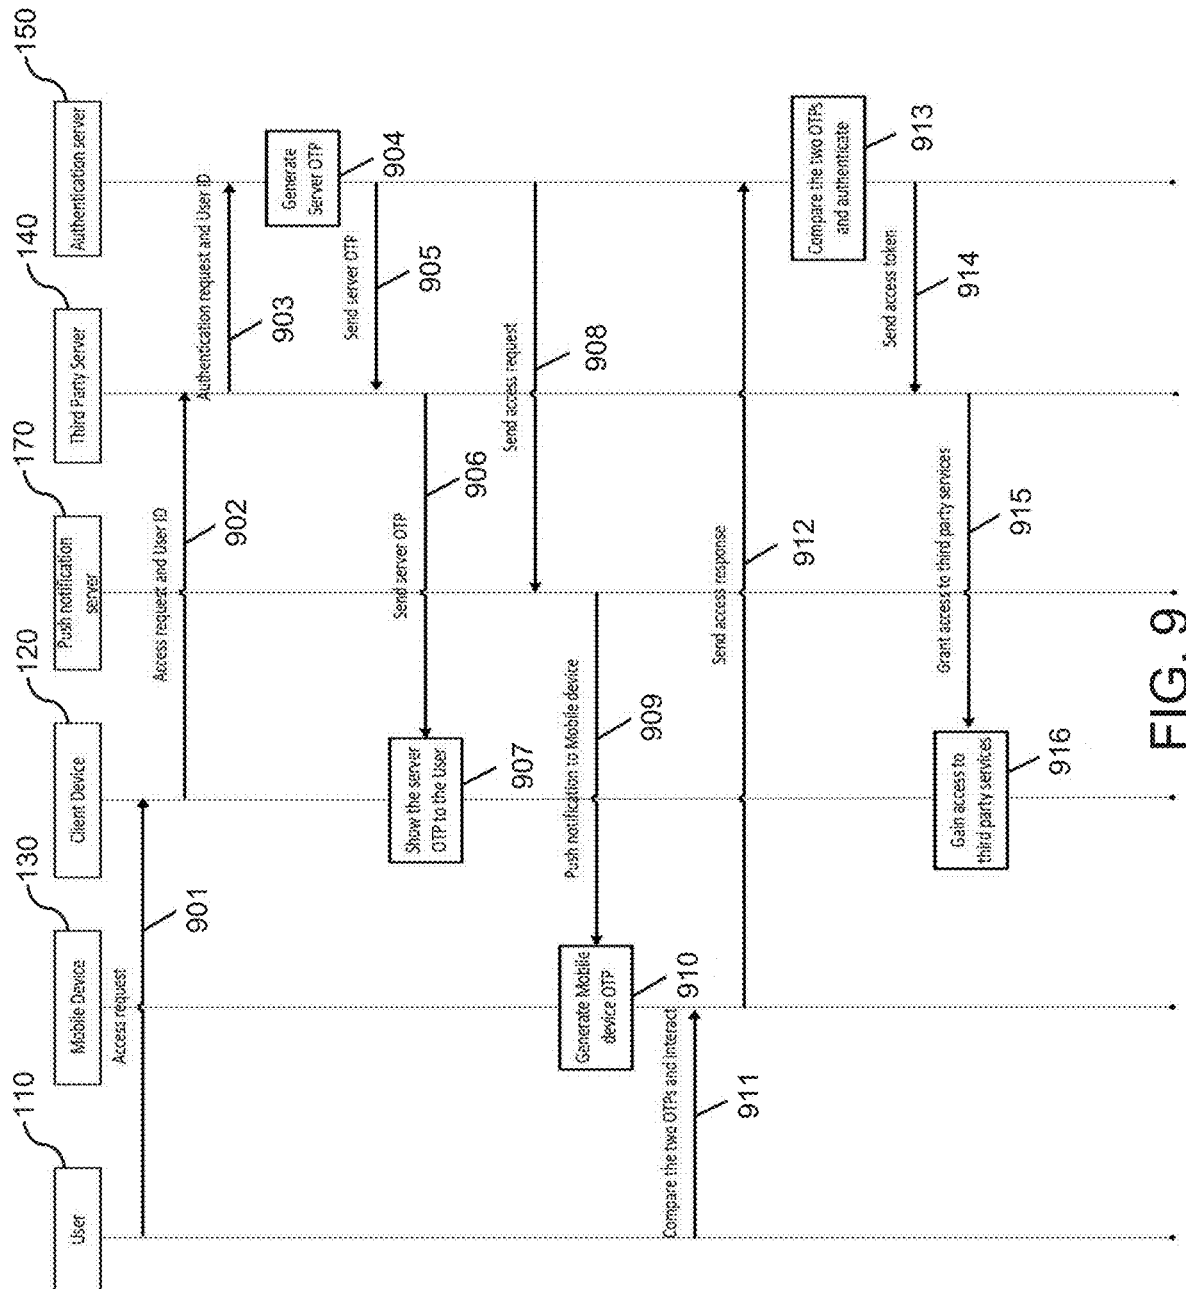 110
130
120
170
140
150
User
Mobile Device
Client Device
Push notification
server
Third Party Server
Authentication server
Access request
901
Access request and User ID
902
Authentication request and User ID
903
Generate
Server OTP
904
Send server OTP
905
Send server OTP
906
Show the server
OTP to the User
907
Send access request
908
Push notification to Mobile device
909
Generate Mobile
device OTP
910
Compare the two OTPs and interact
911
Send access response
912
Compare the two OTPs
and authenticate
913
Send access token
914
Grant access to third party services
915
Gain access to
third party services
916
FIG. 9